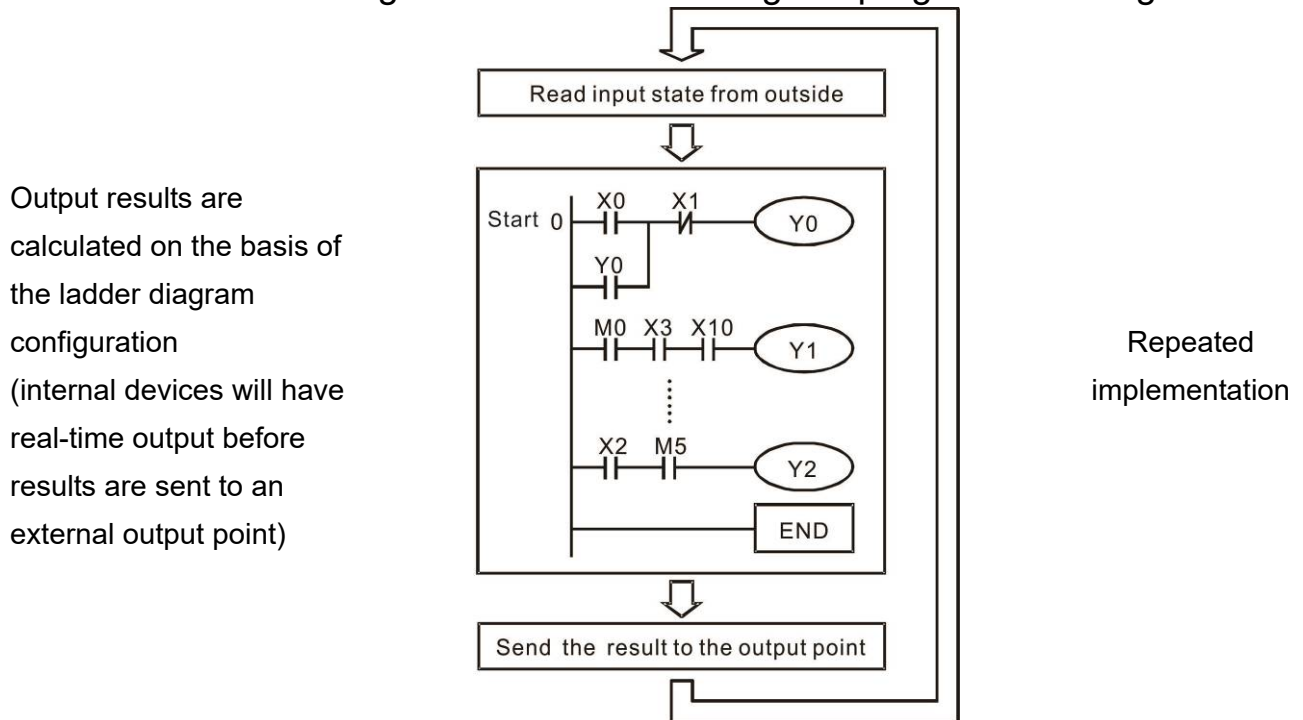 Read input state from outside
Output results are
calculated on the basis of
the ladder diagram
configuration
(internal devices will have
real-time output before
results are sent to an
external output point)
X0 X1
Start 0 Y0
Y0
M0 X3 X10
Y1
X2 M5
Y2
END
Send the result to the output point
Repeated
implementation